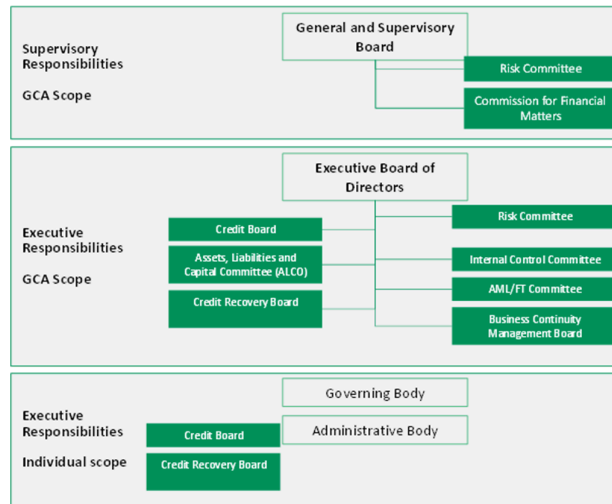 Supervisory
Responsibilities
GCA Scope
General and Supervisory
Board
Risk Committee
Commission for Financial
Matters
Executive
Responsibilities
GCA Scope
Executive Board of
Directors
Credit Board
Assets, Liabilities and
Capital Committee (ALCO)
Credit Recovery Board
Risk Committee
Internal Control Committee
AML/FT Committee
Business Continuity
Management Board
Executive
Responsibilities
Individual scope
Governing Body
Administrative Body
Credit Board
Credit Recovery Board